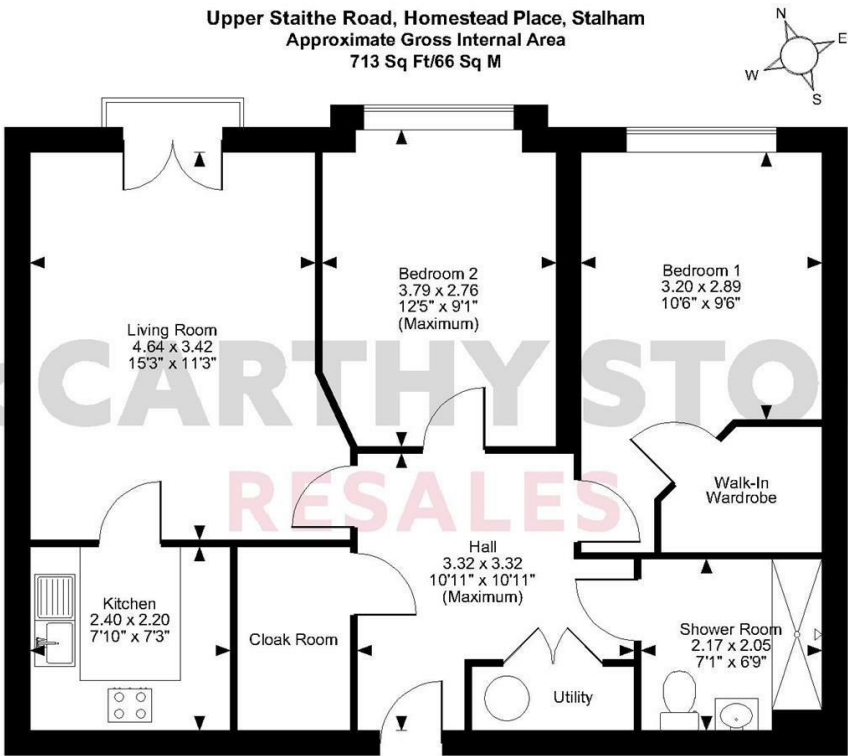 Upper Staithe Road, Homestead Place, Stalham
Approximate Gross Internal Area
713 Sq Ft/66 Sq M
N
E
W
S
Bedroom 2
3.79 x 2.76
12'5" x 9'1"
(Maximum)
Bedroom 1
3.20 x 2.89
10'6" x 9'6"
Living Room
4.64 x 3.42
15'3" x 11'3"
CARTHY STO
RESALES
Walk-In
Wardrobe
Hall
3.32 x 3.32
10'11" x 10'11"
(Maximum)
Kitchen
2.40 x 2.20
7'10" x 7'3"
Cloak Room
Shower Room
2.17 x 2.05
7'1" x 6'9"
Utility